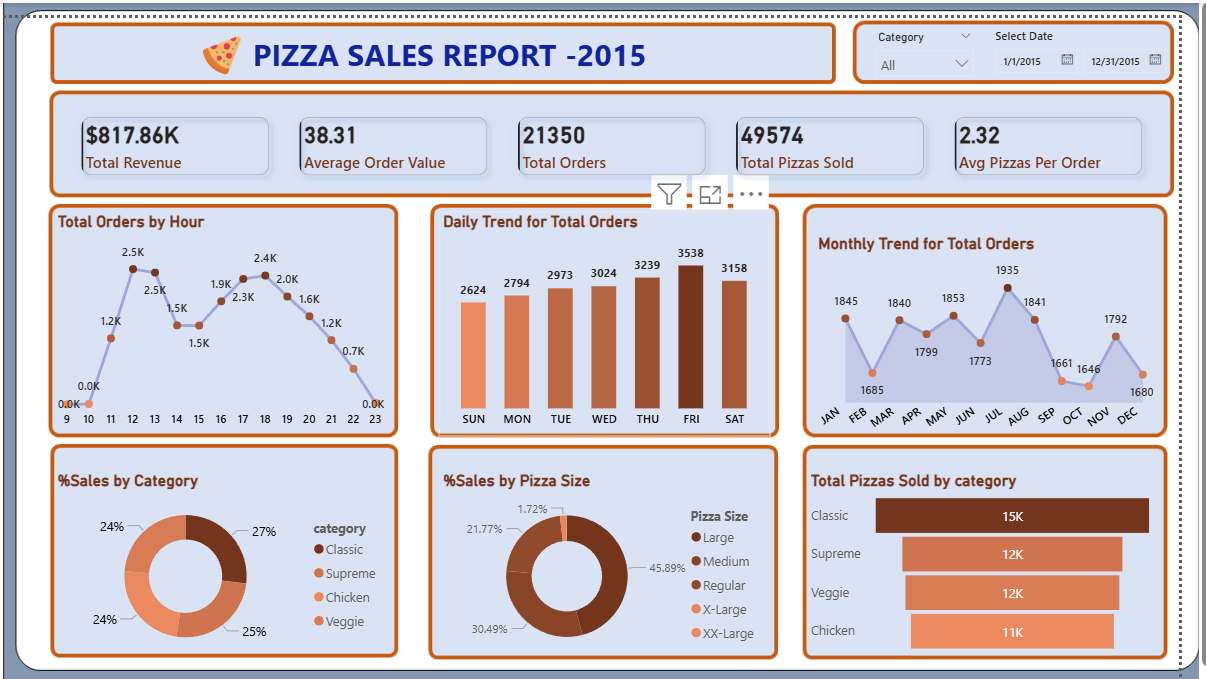 PIZZA SALES REPORT -2015
Category
Select Date
All
1/1/2015
12/31/2015
$817.86K
Total Revenue
38.31
Average Order Value
21350
Total Orders
49574
Total Pizzas Sold
2.32
Avg Pizzas Per Order
Total Orders by Hour
2.5K
2.4K
2.5K
1.9K
2.3K
2.0K
1.5K
1.6K
1.2K
1.2K
1.5K
0.7K
0.0K
0.0K
0.0K
9 10 11 12 13 14 15 16 17 18 19 20 21 22 23
Daily Trend for Total Orders
2624 2794 2973 3024 3239 3538 3158
SUN MON TUE WED THU FRI SAT
Monthly Trend for Total Orders
1845 1685 1840 1799 1853 1773 1935 1841 1661 1646 1792 1680
JAN FEB MAR APR MAY JUN JUL AUG SEP OCT NOV DEC
%Sales by Category
24%
27%
24%
25%
category
Classic
Supreme
Chicken
Veggie
%Sales by Pizza Size
1.72%
21.77%
45.89%
30.49%
Pizza Size
Large
Medium
Regular
X-Large
XX-Large
Total Pizzas Sold by category
Classic 15K
Supreme 12K
Veggie 12K
Chicken 11K